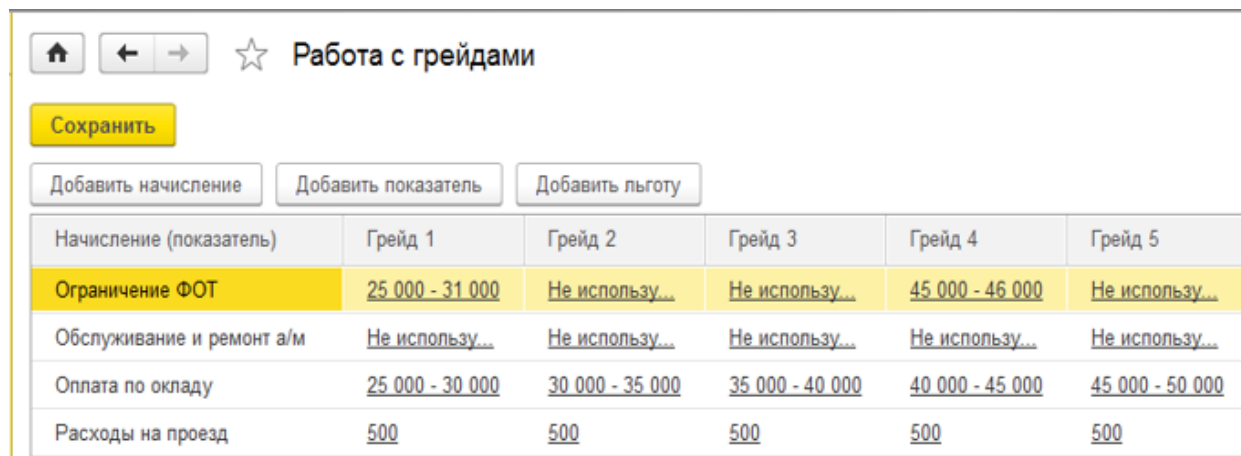 Работа с грейдами
Сохранить
Добавить начисление Добавить показатель Добавить льготу
Начисление (показатель) Грейд 1 Грейд 2 Грейд 3 Грейд 4 Грейд 5
Ограничение ФОТ 25 000 - 31 000 Не использу... Не использу... 45 000 - 46 000 Не использу...
Обслуживание и ремонт а/м Не использу... Не использу... Не использу... Не использу... Не использу...
Оплата по окладу 25 000 - 30 000 30 000 - 35 000 35 000 - 40 000 40 000 - 45 000 45 000 - 50 000
Расходы на проезд 500 500 500 500 500